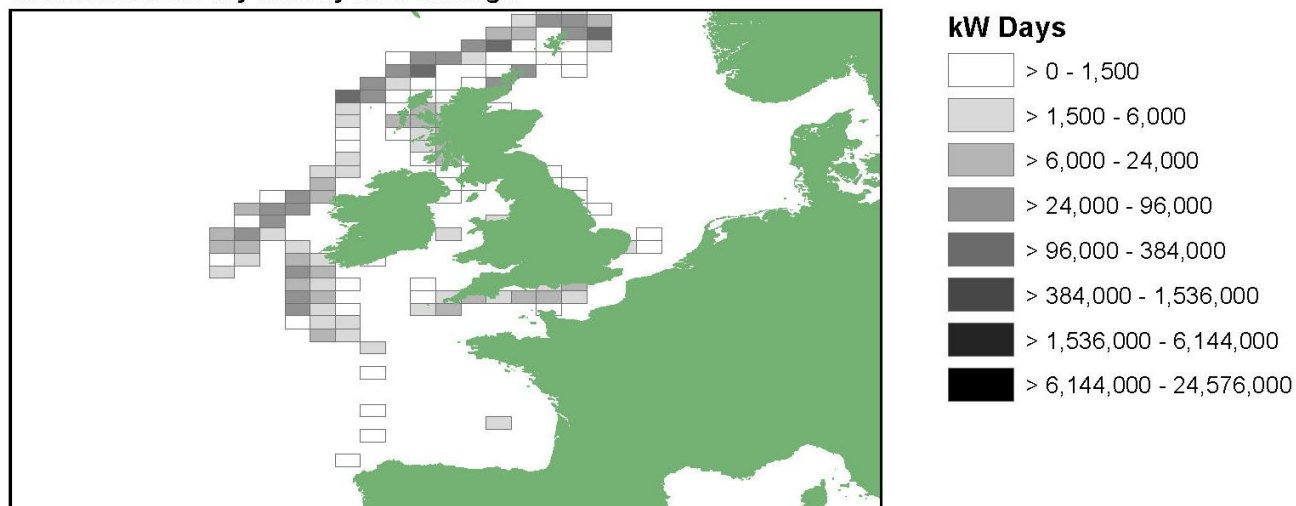 kW Days
> 0 - 1,500
> 1,500 - 6,000
> 6,000 - 24,000
> 24,000 - 96,000
> 96,000 - 384,000
> 384,000 - 1,536,000
> 1,536,000 - 6,144,000
> 6,144,000 - 24,576,000